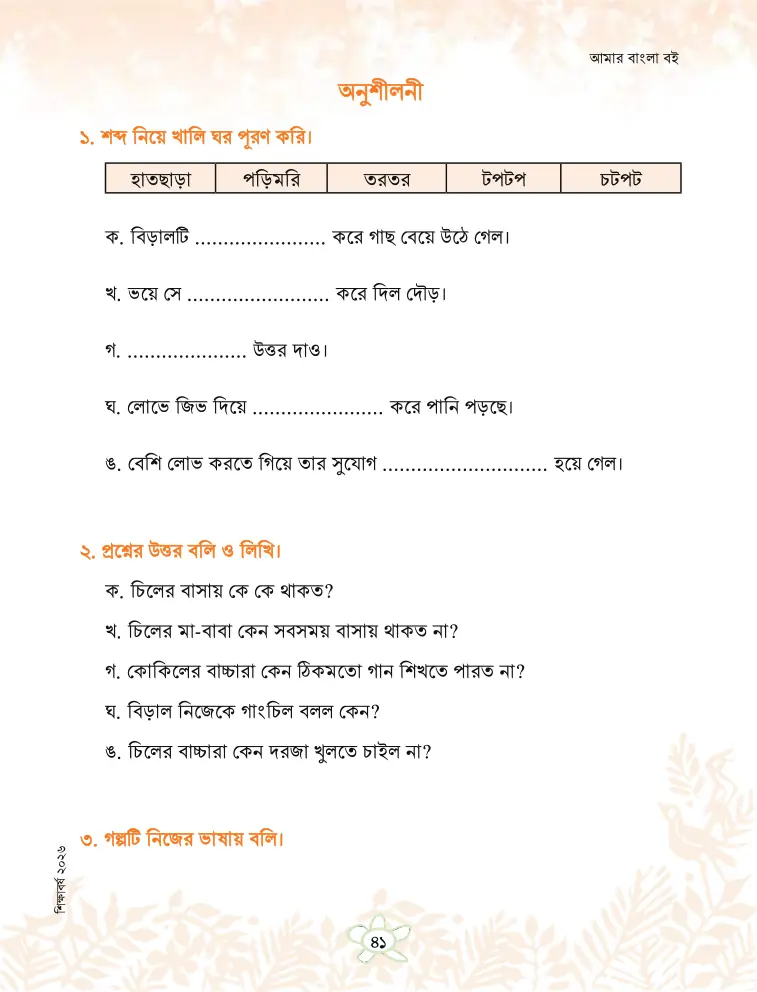 আমার বাংলা বই
অনুশীলনী
১. শব্দ নিয়ে খালি ঘর পূরণ করি।
হাতছাড়া পড়িমরি তরতর টপটপ চটপট
ক. বিড়ালটি ....................... করে গাছ বেয়ে উঠে গেল।
খ. ভয়ে সে ......................... করে দিল দৌড়।
গ. ..................... উত্তর দাও।
ঘ. লোভে জিভ দিয়ে ....................... করে পানি পড়ছে।
ঙ. বেশি লোভ করতে গিয়ে তার সুযোগ ............................. হয়ে গেল।
২. প্রশ্নের উত্তর বলি ও লিখি।
ক. চিলের বাসায় কে কে থাকত?
খ. চিলের মা-বাবা কেন সবসময় বাসায় থাকত না?
গ. কোকিলের বাচ্চারা কেন ঠিকমতো গান শিখতে পারত না?
ঘ. বিড়াল নিজেকে গাংচিল বলল কেন?
ঙ. চিলের বাচ্চারা কেন দরজা খুলতে চাইল না?
৩. গল্পটি নিজের ভাষায় বলি।
শিক্ষাবর্ষ ২০২৬
৪১